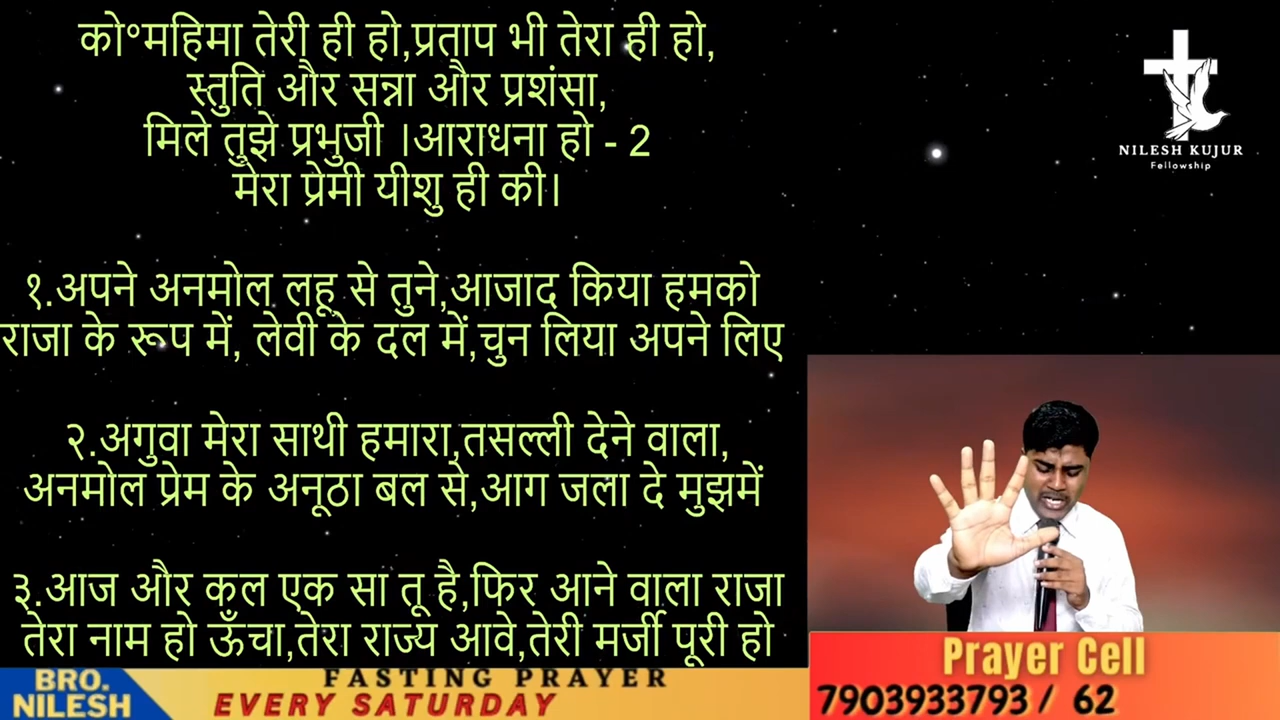 को°महिमा तेरी ही हो,प्रताप भी तेरा ही हो,
स्तुति और सन्ना और प्रशंसा,
मिले तुझे प्रभुजी ।आराधना हो - 2
मेरा प्रेमी यीशु ही की।
१.अपने अनमोल लहू से तुने,आजाद किया हमको
राजा के रूप में, लेवी के दल में,चुन लिया अपने लिए
२.अगुवा मेरा साथी हमारा,तसल्ली देने वाला,
अनमोल प्रेम के अनूठा बल से,आग जला दे मुझमें
३.आज और कल एक सा तू है,फिर आने वाला राजा
तेरा नाम हो ऊँचा,तेरा राज्य आवे,तेरी मर्जी पूरी हो
NILESH KUJUR
Fellowship
BRO.
NILESH
FASTING PRAYER
EVERY SATURDAY
Prayer Cell
7903933793 / 62